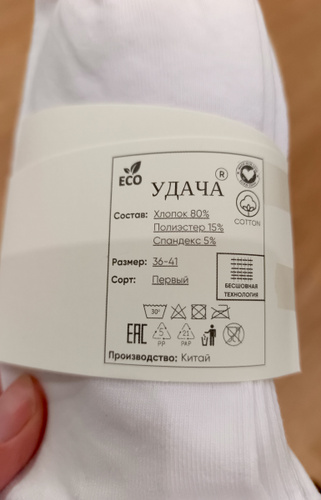 ECO
УДАЧА ®
COTTON
Состав: Хлопок 80%
Полиэстер 15%
Спандекс 5%
Размер: 36-41
Сорт: Первый
БЕСШОВНАЯ
ТЕХНОЛОГИЯ
30°
EAC
5
PP
21
PAP
Производство: Китай